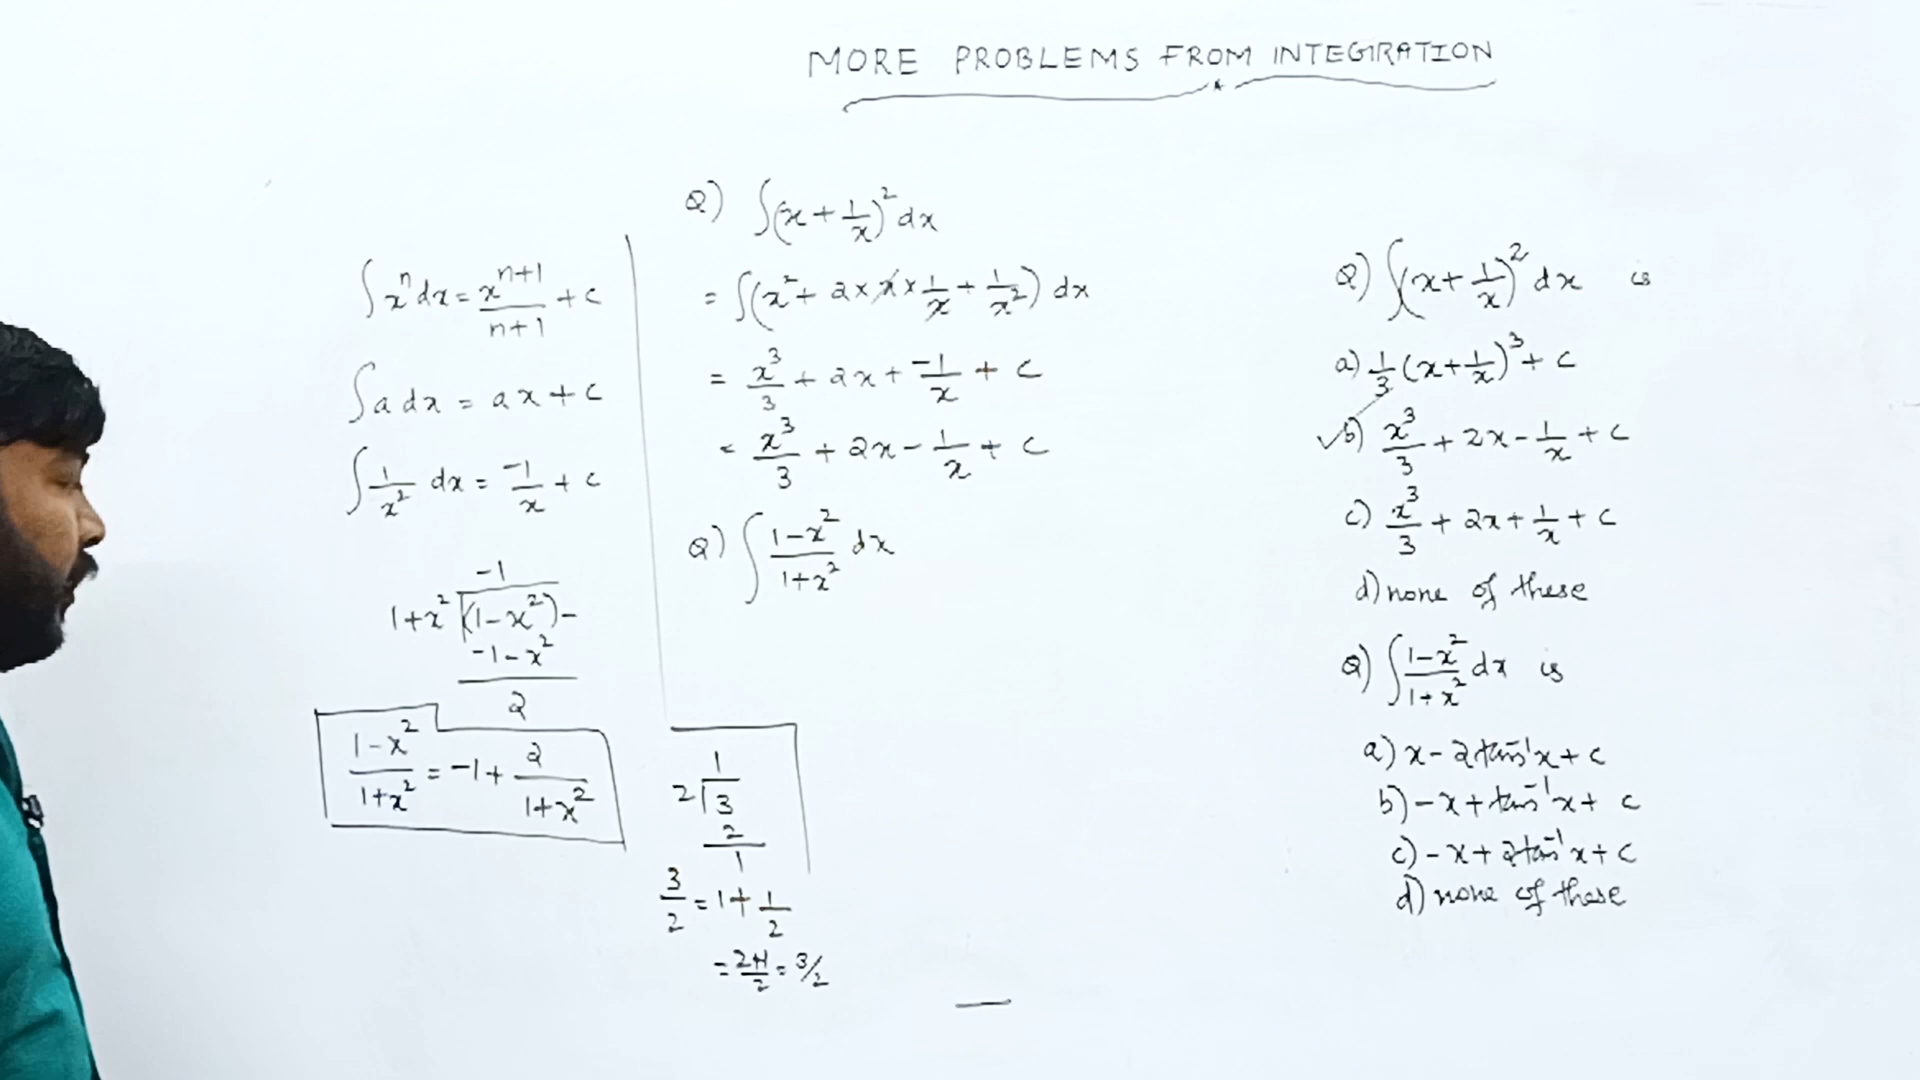 MORE PROBLEMS FROM INTEGRATION
∫xⁿ dx = xⁿ⁺¹/n+1 + c
∫a dx = ax + c
∫1/x² dx = -1/x + c
-1
1+x² √(1-x²) -
-1-x²
2
1-x²/1+x² = -1 + 2/1+x²
Q) ∫(x + 1/x)² dx
= ∫(x² + 2 × x × 1/x + 1/x²) dx
= x³/3 + 2x + -1/x + c
= x³/3 + 2x - 1/x + c
Q) ∫ 1-x²/1+x² dx
1
2 √3
2
1
3/2 = 1 + 1/2
= 2+1/2 = 3/2
Q) ∫(x + 1/x)² dx is
a) 1/3 (x + 1/x)³ + c
✓b) x³/3 + 2x - 1/x + c
c) x³/3 + 2x + 1/x + c
d) none of these
Q) ∫ 1-x²/1+x² dx is
a) x - 2tan⁻¹x + c
b) -x + tan⁻¹x + c
c) -x + 2tan⁻¹x + c
d) none of these